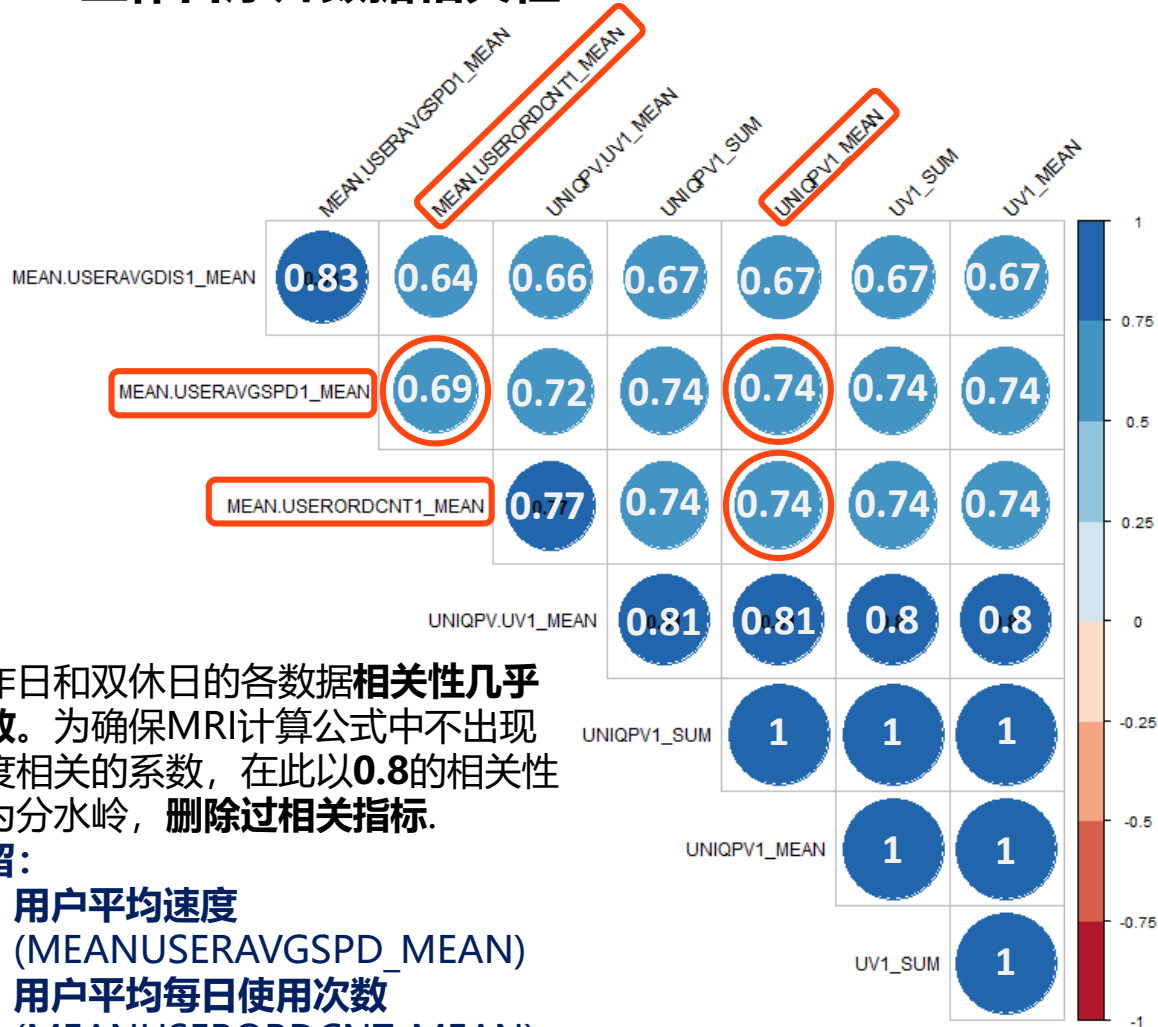 MEAN.USERAVGSPD1_MEAN
MEAN.USERORDCNT1_MEAN
UNIQPV.UV1_MEAN
UNIQPV1_SUM
UNIQPV1_MEAN
UV1_SUM
UV1_MEAN
MEAN.USERAVGDIS1_MEAN 0.83 0.64 0.66 0.67 0.67 0.67 0.67
MEAN.USERAVGSPD1_MEAN 0.69 0.72 0.74 0.74 0.74 0.74
MEAN.USERORDCNT1_MEAN 0.77 0.74 0.74 0.74 0.74
UNIQPV.UV1_MEAN 0.81 0.81 0.8 0.8
UNIQPV1_SUM 1 1 1
UNIQPV1_MEAN 1 1
UV1_SUM 1
1
0.75
0.5
0.25
0
-0.25
-0.5
-0.75
-1
作日和双休日的各数据相关性几乎
致。为确保MRI计算公式中不出现
度相关的系数，在此以0.8的相关性
为分水岭，删除过相关指标.
留：
用户平均速度
(MEANUSERAVGSPD_MEAN)
用户平均每日使用次数
(MEANUSERORDCNT_MEAN)